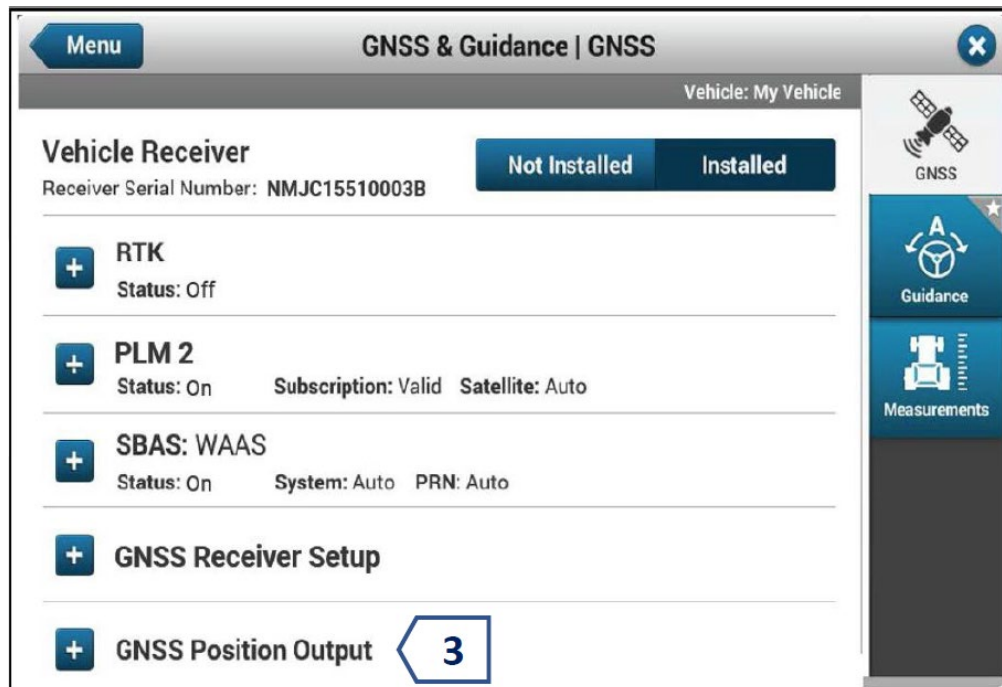 Menu
GNSS & Guidance | GNSS
Vehicle: My Vehicle
Vehicle Receiver
Receiver Serial Number: NMJC15510003B
Not Installed
Installed
GNSS
RTK
Status: Off
A
Guidance
PLM 2
Status: On Subscription: Valid Satellite: Auto
Measurements
SBAS: WAAS
Status: On System: Auto PRN: Auto
GNSS Receiver Setup
GNSS Position Output
3